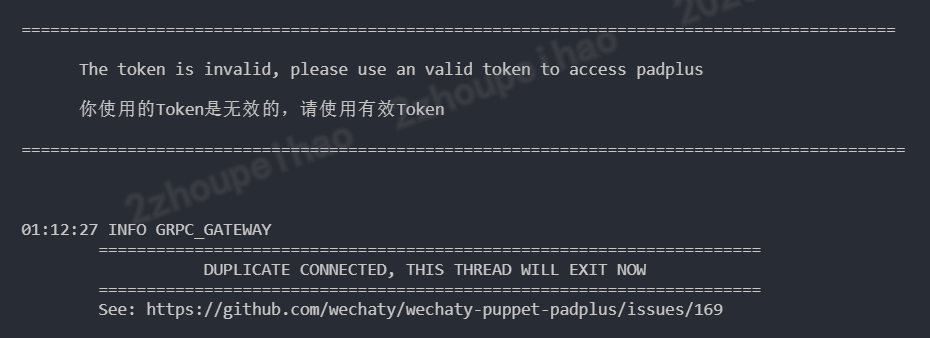 ================================================================================================
The token is invalid, please use an valid token to access padplus
你使用的Token是无效的，请使用有效Token
=================================================================================================
01:12:27 INFO GRPC_GATEWAY
=====================================================================
DUPLICATE CONNECTED, THIS THREAD WILL EXIT NOW
=====================================================================
See: https://github.com/wechaty/wechaty-puppet-padplus/issues/169
2zhoupeihao
2zhoupeihao